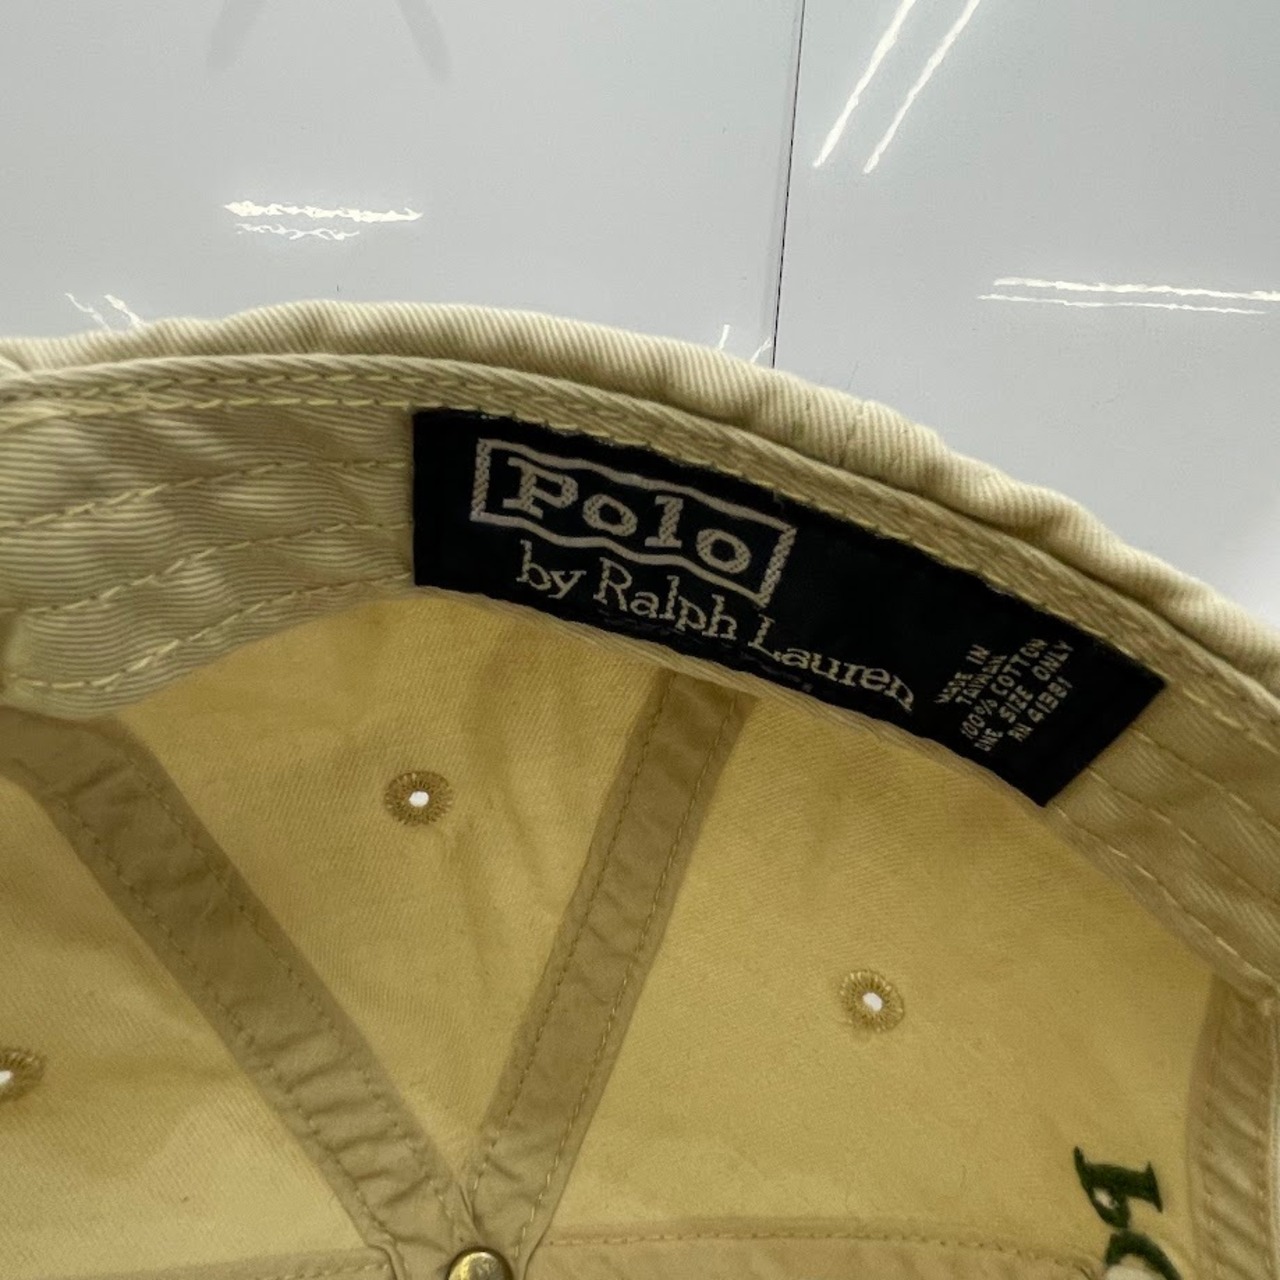 Polo
by Ralph Lauren
MADE IN
TAIWAN
100% COTTON
ONE SIZE ONLY
RN 41381